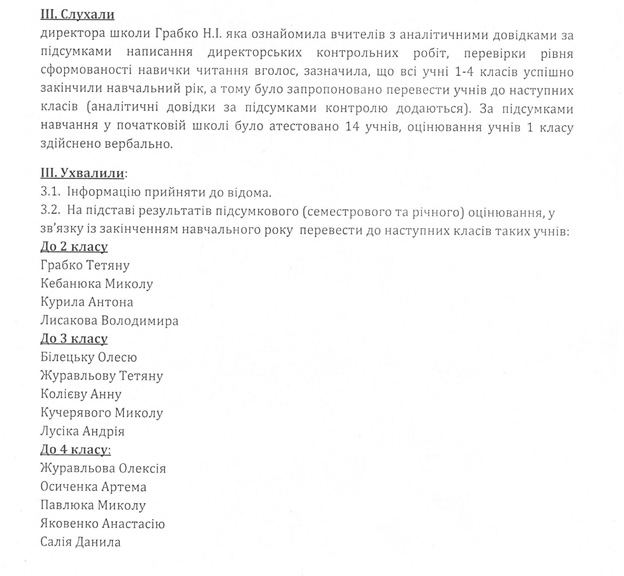 ІІІ. Слухали
директора школи Грабко Н.І. яка ознайомила вчителів з аналітичними довідками за
підсумками написання директорських контрольних робіт, перевірки рівня
сформованості навички читання вголос, зазначила, що всі учні 1-4 класів успішно
закінчили навчальний рік, а тому було запропоновано перевести учнів до наступних
класів (аналітичні довідки за підсумками контролю додаються). За підсумками
навчання у початковій школі було атестовано 14 учнів, оцінювання учнів 1 класу
здійснено вербально.
ІІІ. Ухвалили:
3.1. Інформацію прийняти до відома.
3.2. На підставі результатів підсумкового (семестрового та річного) оцінювання, у
зв'язку із закінченням навчального року перевести до наступних класів таких учнів:
До 2 класу
Грабко Тетяну
Кебанюка Миколу
Курила Антона
Лисакова Володимира
До 3 класу
Білецьку Олесю
Журавльову Тетяну
Колієву Анну
Кучерявого Миколу
Лусіка Андрія
До 4 класу:
Журавльова Олексія
Осиченка Артема
Павлюка Миколу
Яковенко Анастасію
Салія Данила